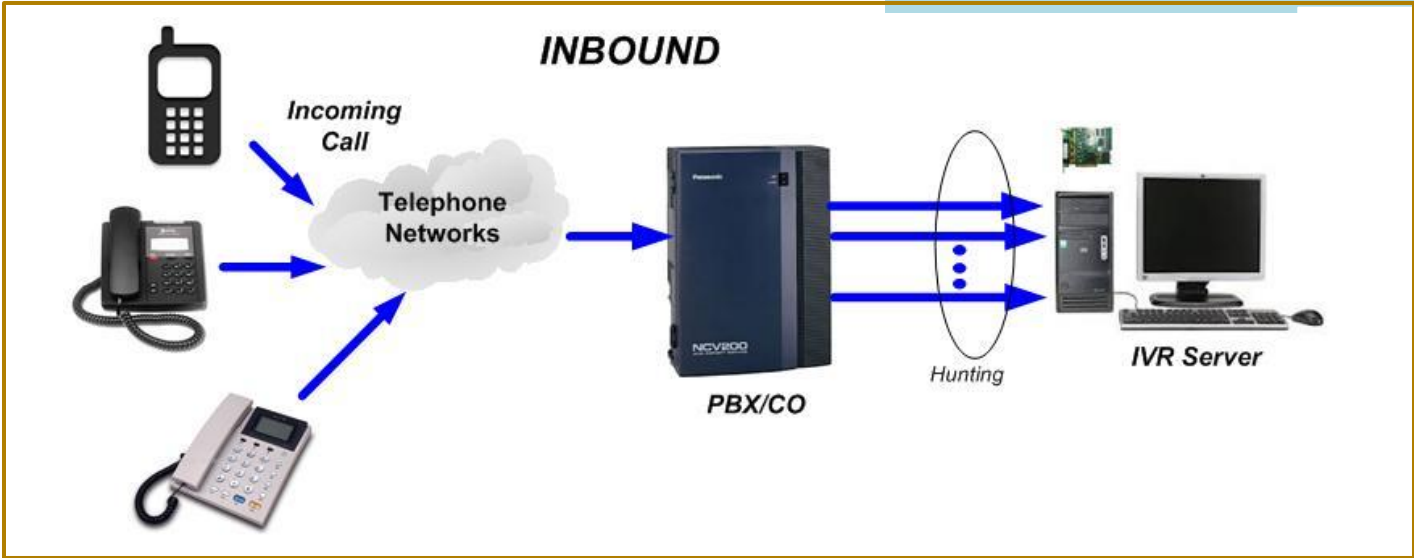 INBOUND
Incoming
Call
Telephone
Networks
Panasonic
NCV200
Hunting
PBX/CO
IVR Server